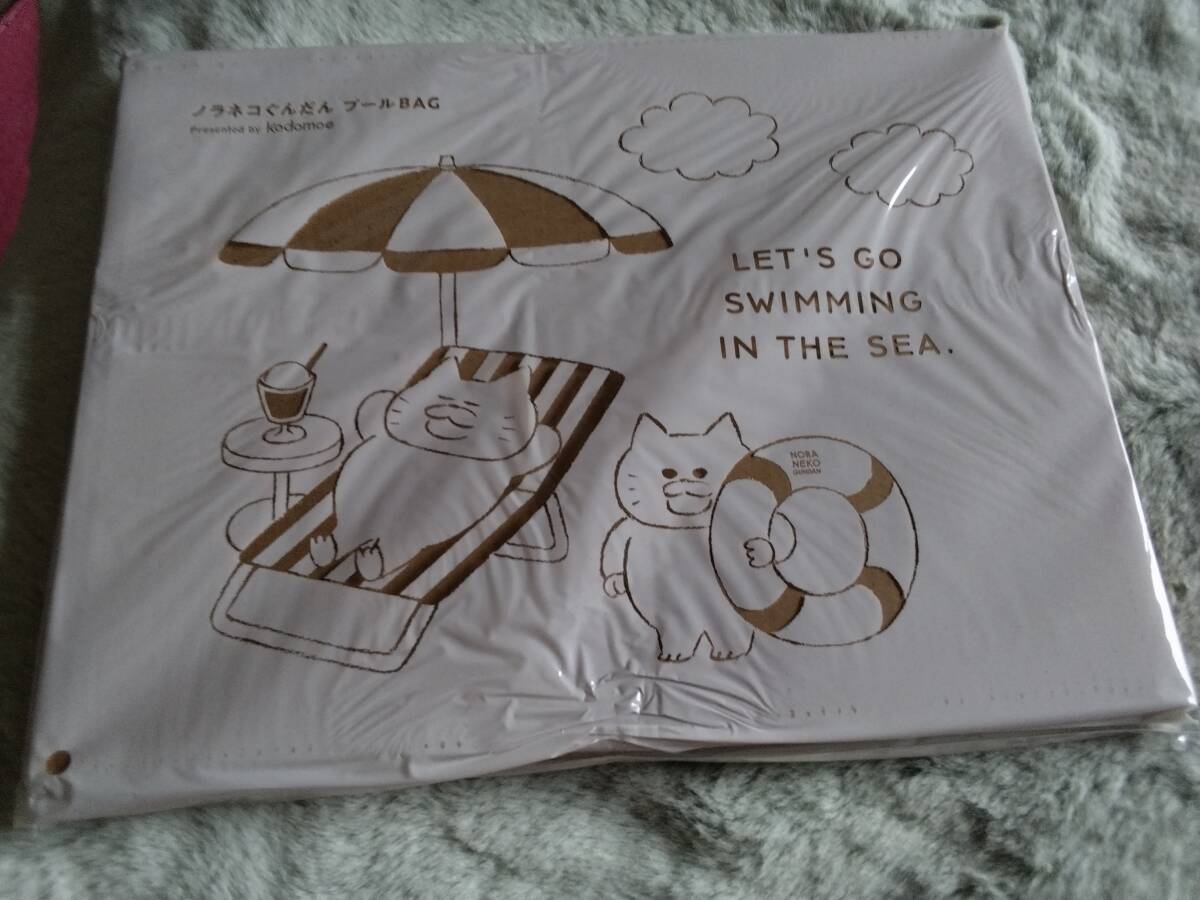 ノラネコぐんだん プールBAG
Presented by kodomoe
LET'S GO
SWIMMING
IN THE SEA.
NORA
NEKO
GUNDAN